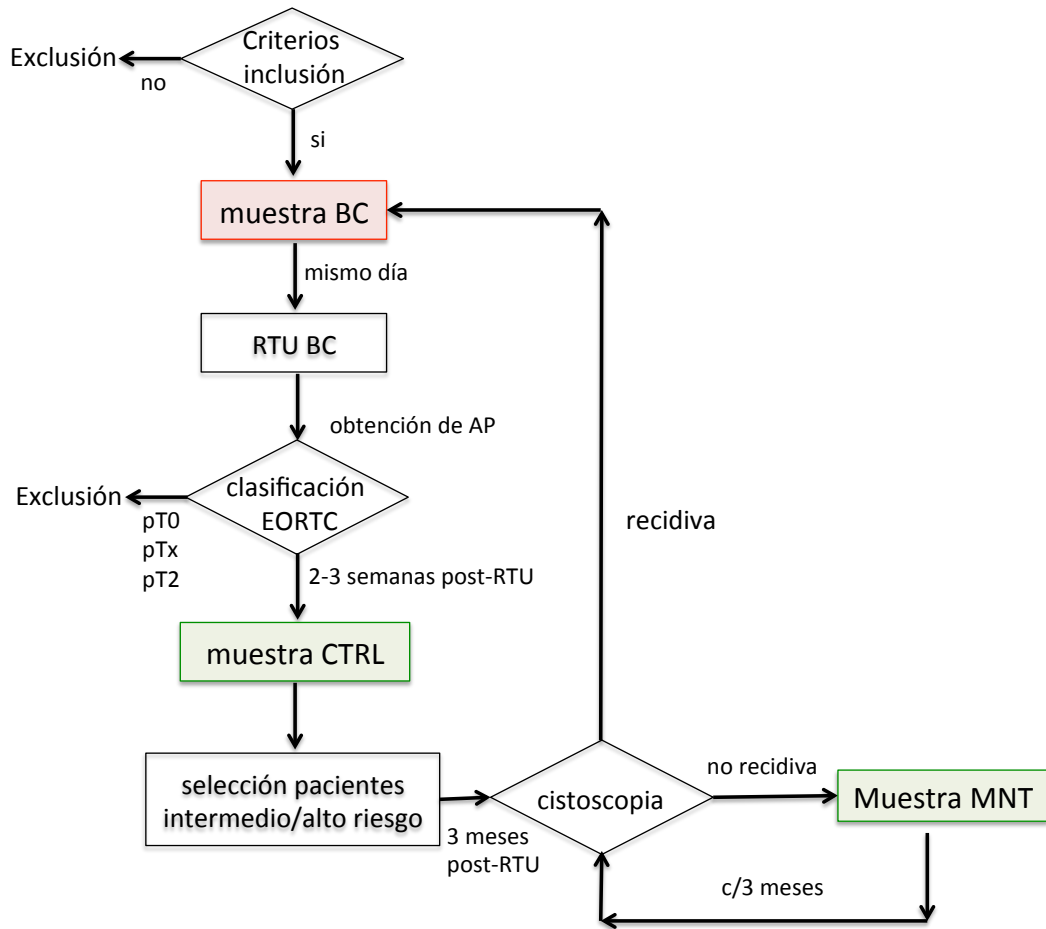 Criterios
inclusión
Exclusión
no
si
muestra BC
mismo día
RTU BC
obtención de AP
clasificación
EORTC
Exclusión
pT0
pTx
pT2
recidiva
2-3 semanas post-RTU
muestra CTRL
selección pacientes
intermedio/alto riesgo
3 meses
post-RTU
cistoscopia
no recidiva
Muestra MNT
c/3 meses